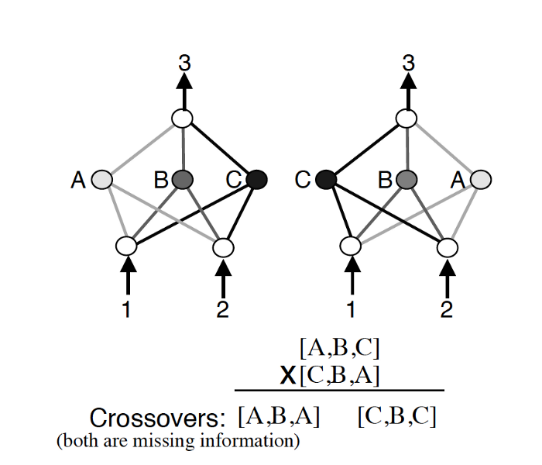 3 3
A B C C B A
1 2 1 2
[A,B,C]
X[C,B,A]
Crossovers: [A,B,A] [C,B,C]
(both are missing information)